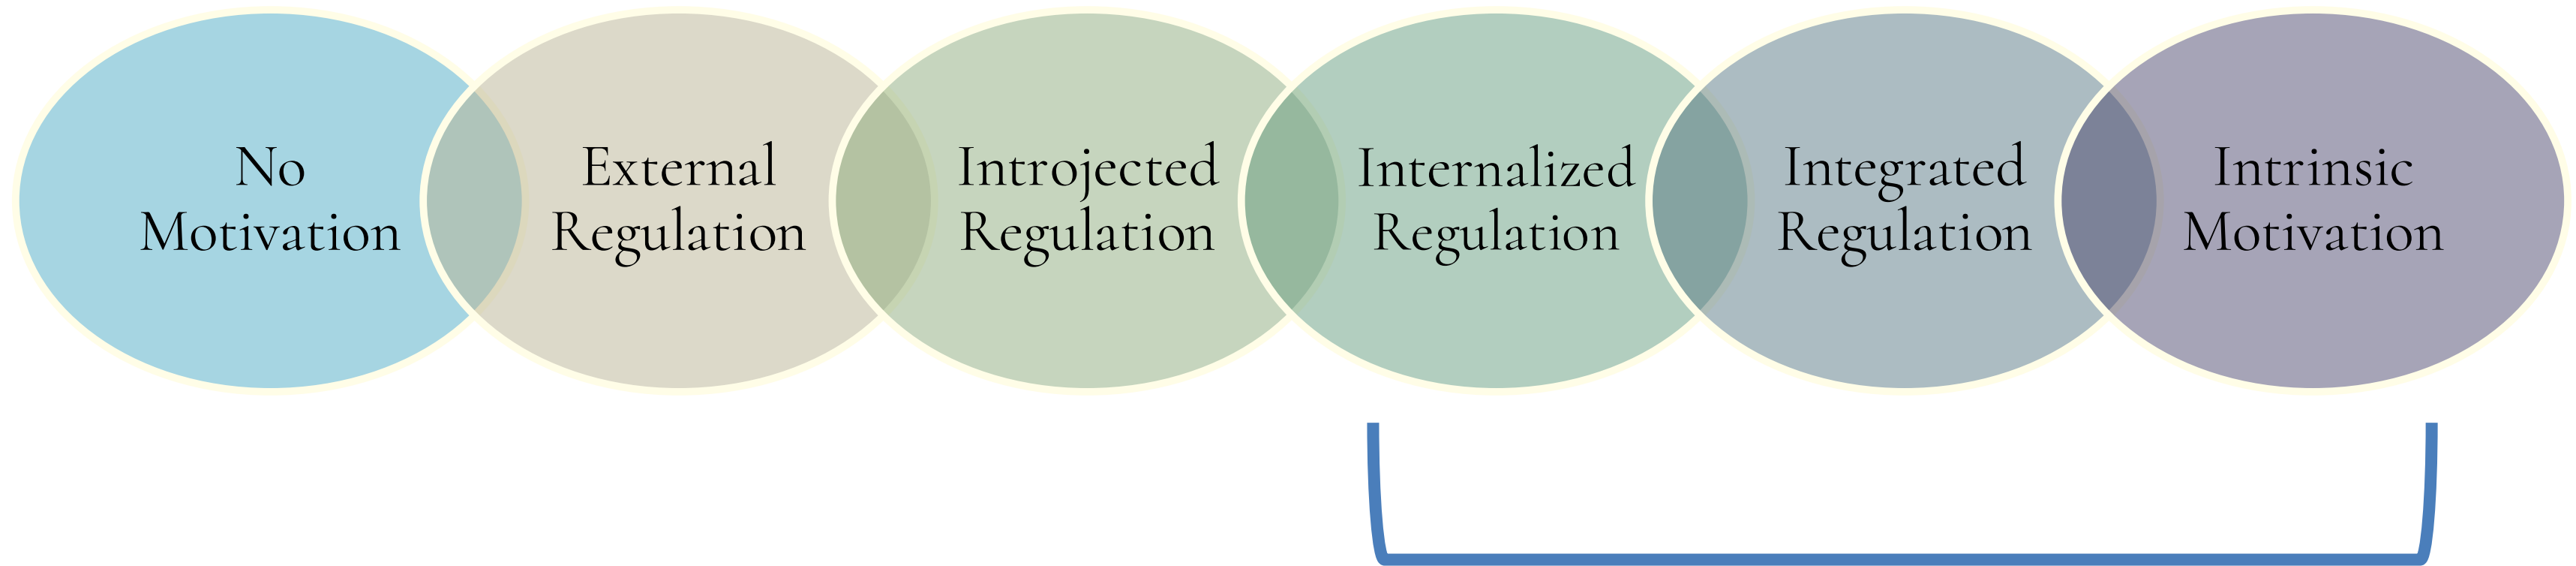 No
Motivation
External
Regulation
Introjected
Regulation
Internalized
Regulation
Integrated
Regulation
Intrinsic
Motivation